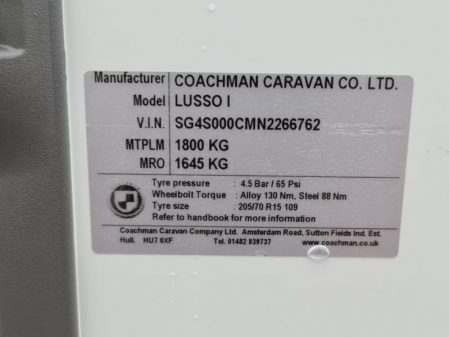 Manufacturer COACHMAN CARAVAN CO. LTD.
Model LUSSO I
V.I.N. SG4S000CMN2266762
MTPLM 1800 KG
MRO 1645 KG
Tyre pressure : 4.5 Bar / 65 Psi
Wheelbolt Torque : Alloy 130 Nm, Steel 88 Nm
Tyre size : 205/70 R15 109
Refer to handbook for more information
Coachman Caravan Company Ltd. Amsterdam Road, Sutton Fields Ind. Est.
Hull. HU7 0XF Tel. 01482 839737 www.coachman.co.uk